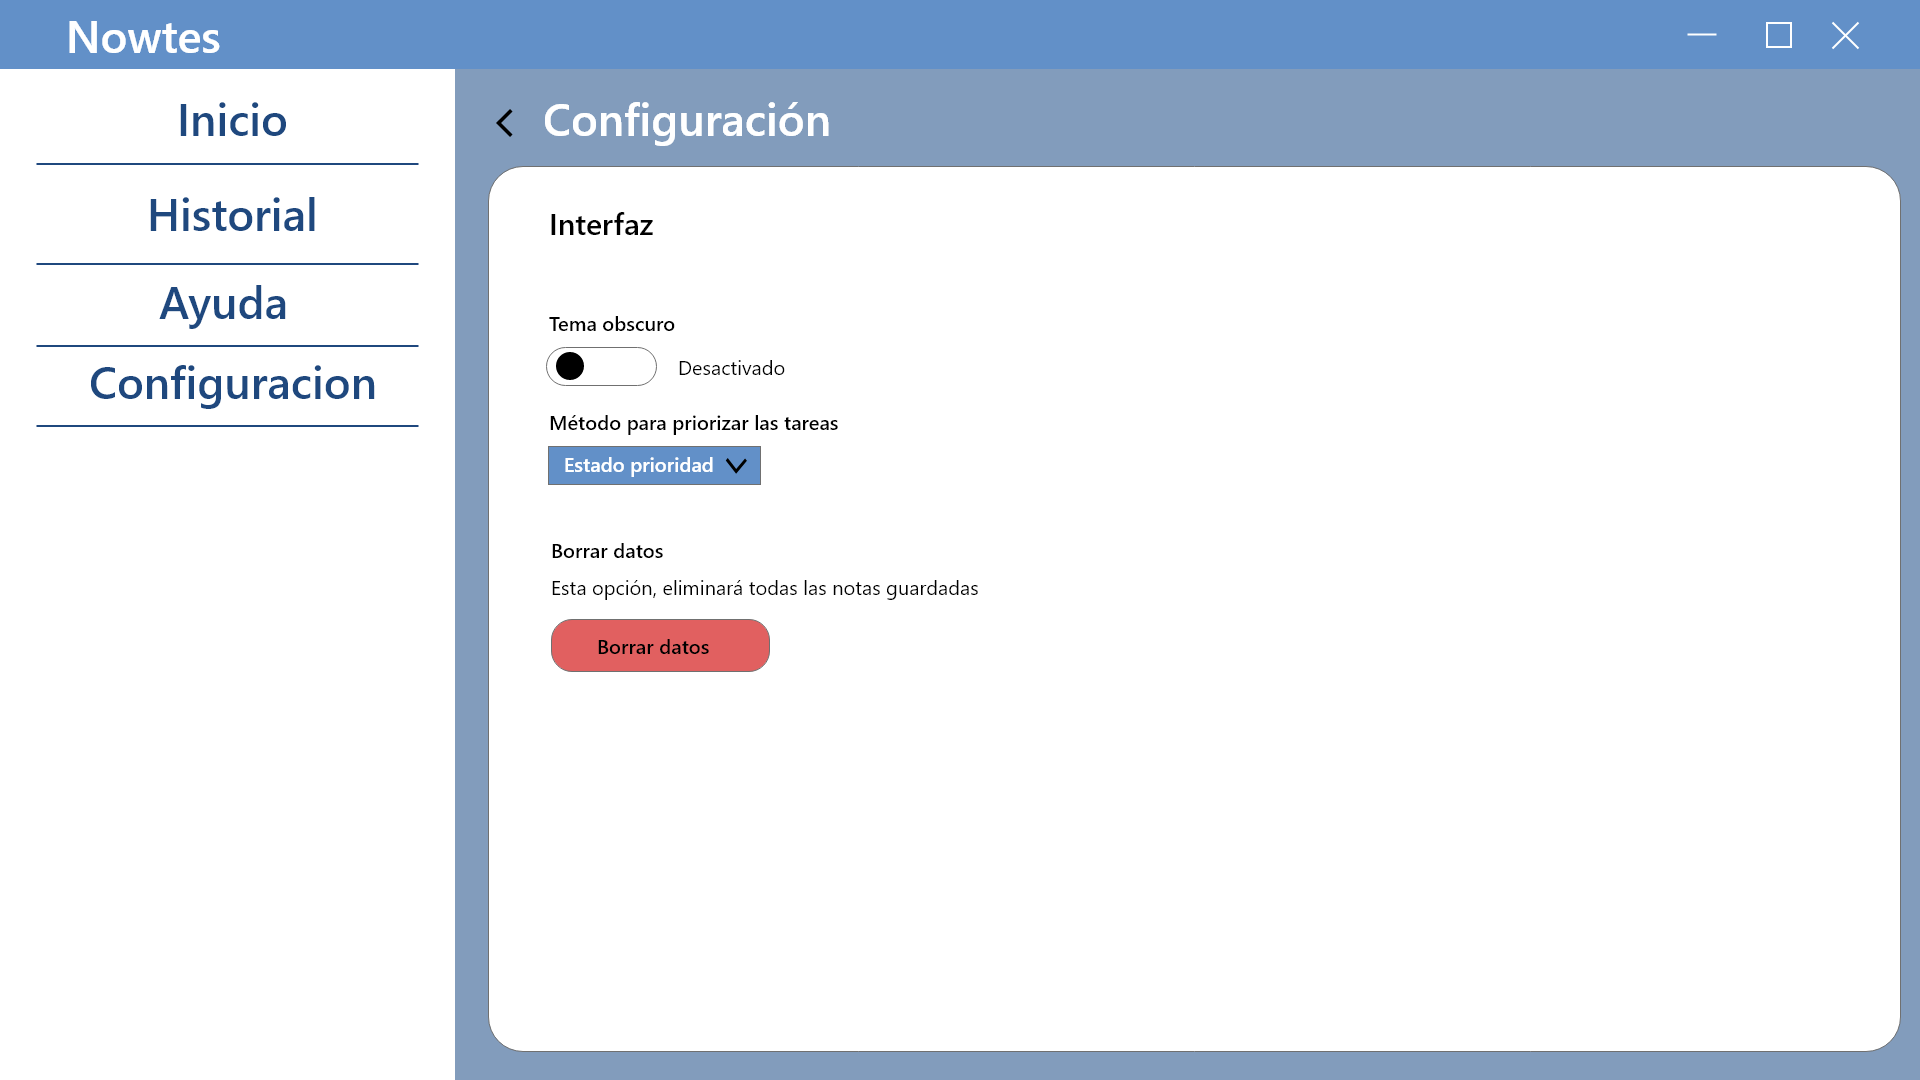 Nowtes
Inicio
Historial
Ayuda
Configuracion
Configuración
Interfaz
Tema obscuro
Desactivado
Método para priorizar las tareas
Estado prioridad
Borrar datos
Esta opción, eliminará todas las notas guardadas
Borrar datos